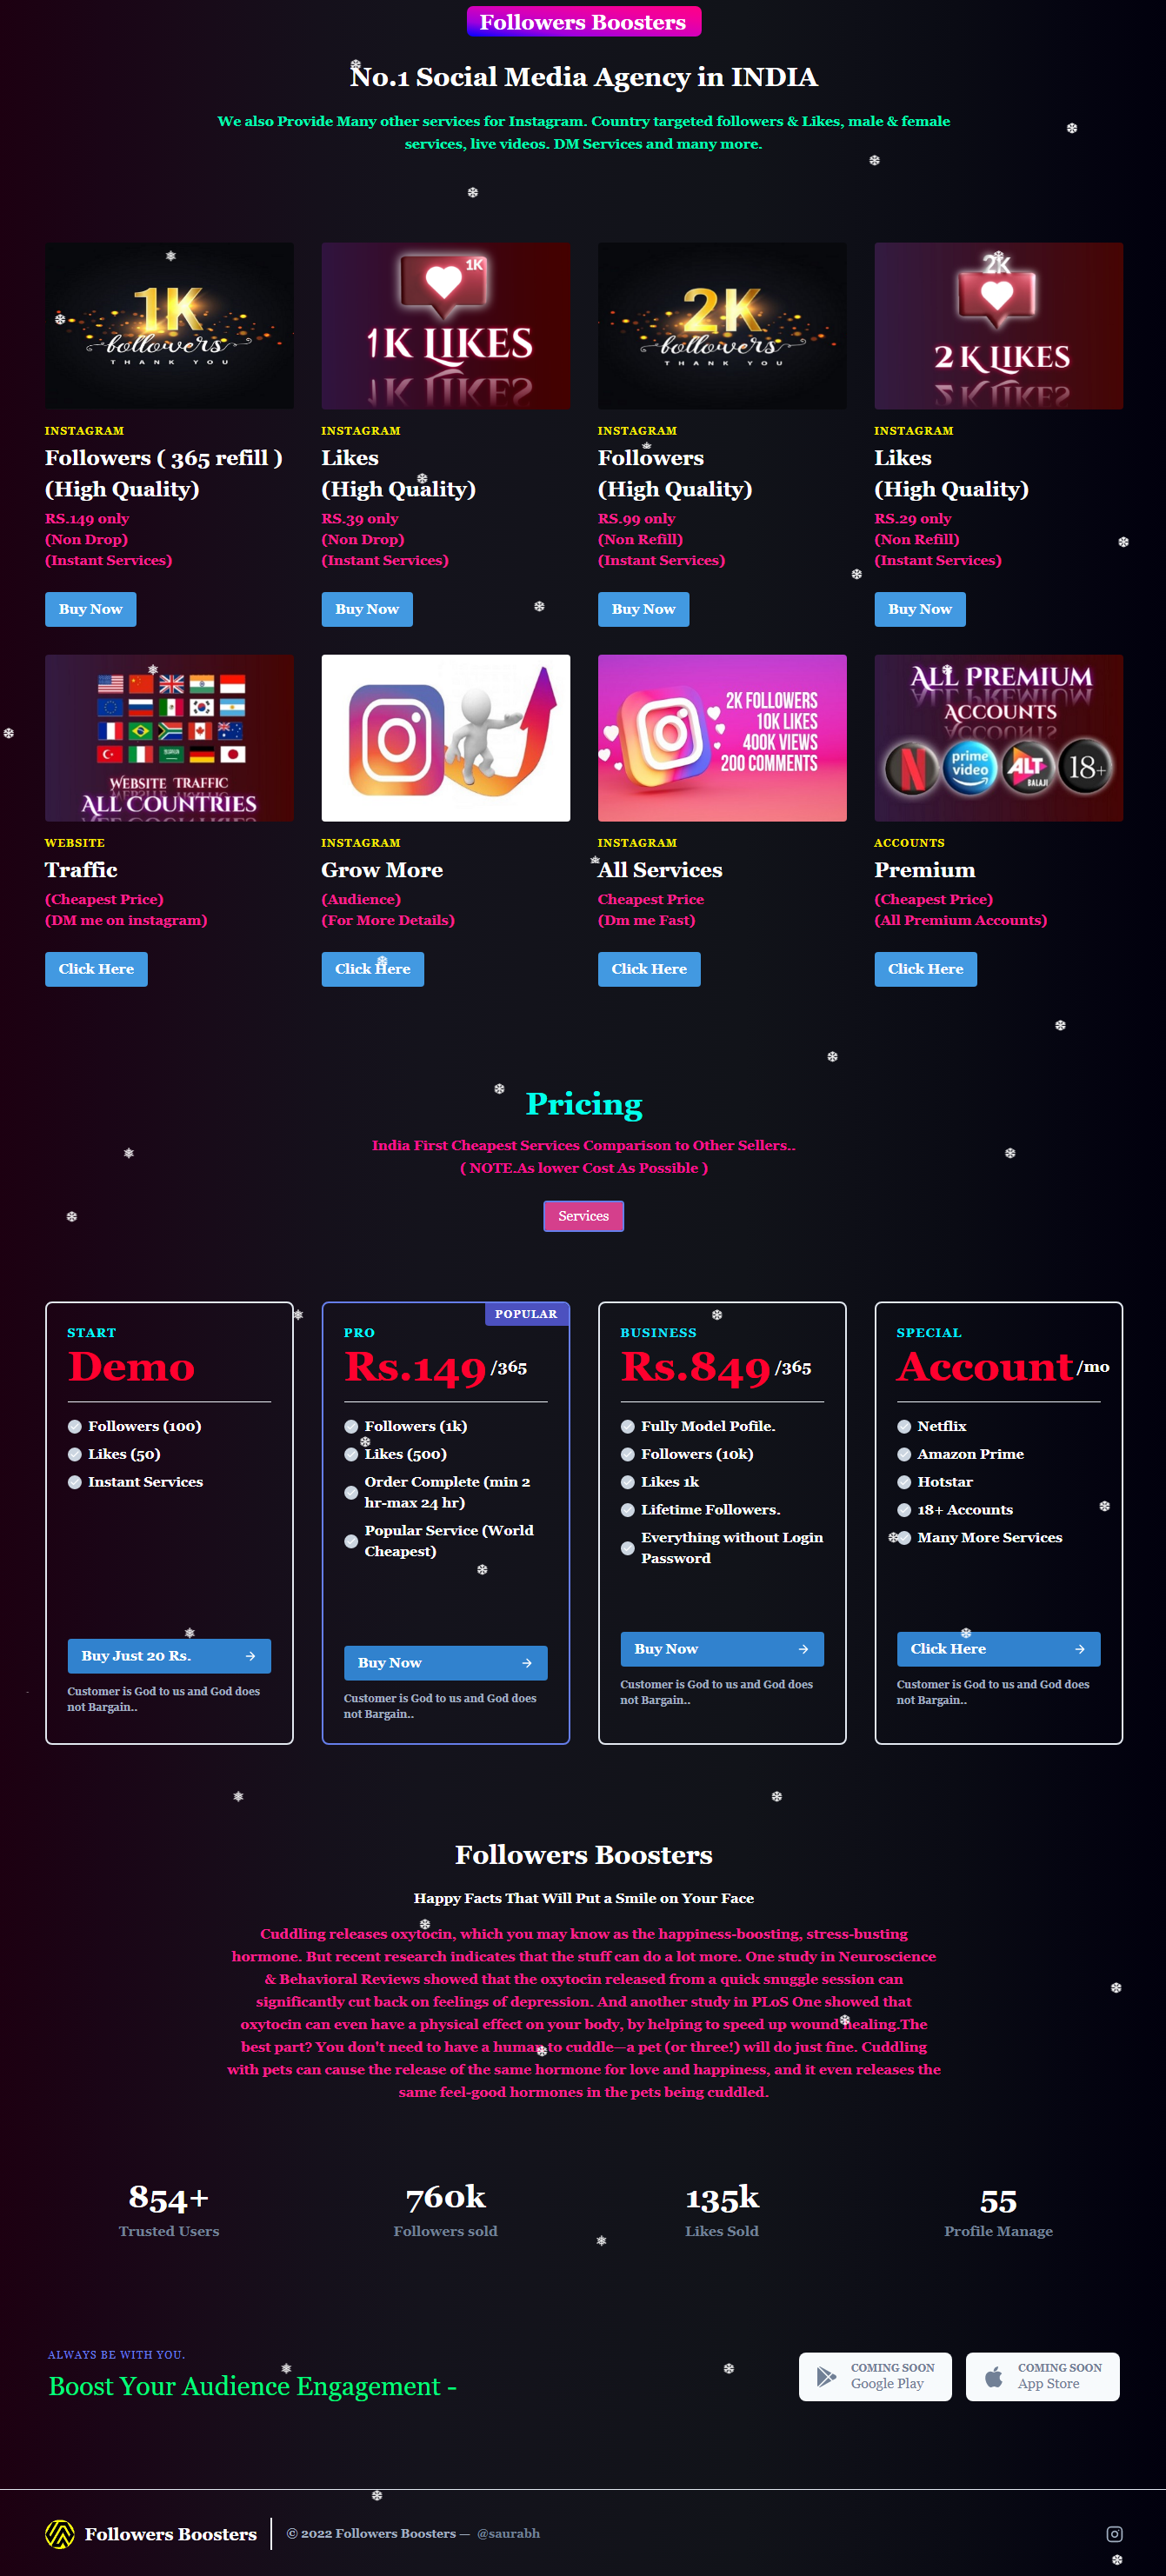 Followers Boosters
No.1 Social Media Agency in INDIA
We also Provide Many other services for Instagram. Country targeted followers & Likes, male & female
services, live videos. DM Services and many more.
1K
followers
THANK YOU
1K
1K LIKES
2K
followers
THANK YOU
2K
2 K LIKES
INSTAGRAM
Followers ( 365 refill )
(High Quality)
RS.149 only
(Non Drop)
(Instant Services)
Buy Now
INSTAGRAM
Likes
(High Quality)
RS.39 only
(Non Drop)
(Instant Services)
Buy Now
INSTAGRAM
Followers
(High Quality)
RS.99 only
(Non Refill)
(Instant Services)
Buy Now
INSTAGRAM
Likes
(High Quality)
RS.29 only
(Non Refill)
(Instant Services)
Buy Now
WEBSITE TRAFFIC
ALL COUNTRIES
2K FOLLOWERS
10K LIKES
400K VIEWS
200 COMMENTS
ALL PREMIUM
ACCOUNTS
N
prime
video
ALT
BALAJI
18+
WEBSITE
Traffic
(Cheapest Price)
(DM me on instagram)
Click Here
INSTAGRAM
Grow More
(Audience)
(For More Details)
Click Here
INSTAGRAM
All Services
Cheapest Price
(Dm me Fast)
Click Here
ACCOUNTS
Premium
(Cheapest Price)
(All Premium Accounts)
Click Here
Pricing
India First Cheapest Services Comparison to Other Sellers..
( NOTE.As lower Cost As Possible )
Services
START
Demo
Followers (100)
Likes (50)
Instant Services
Buy Just 20 Rs.
Customer is God to us and God does
not Bargain..
POPULAR
PRO
Rs.149 /365
Followers (1k)
Likes (500)
Order Complete (min 2
hr-max 24 hr)
Popular Service (World
Cheapest)
Buy Now
Customer is God to us and God does
not Bargain..
BUSINESS
Rs.849 /365
Fully Model Pofile.
Followers (10k)
Likes 1k
Lifetime Followers.
Everything without Login
Password
Buy Now
Customer is God to us and God does
not Bargain..
SPECIAL
Account /mo
Netflix
Amazon Prime
Hotstar
18+ Accounts
Many More Services
Click Here
Customer is God to us and God does
not Bargain..
Followers Boosters
Happy Facts That Will Put a Smile on Your Face
Cuddling releases oxytocin, which you may know as the happiness-boosting, stress-busting
hormone. But recent research indicates that the stuff can do a lot more. One study in Neuroscience
& Behavioral Reviews showed that the oxytocin released from a quick snuggle session can
significantly cut back on feelings of depression. And another study in PLoS One showed that
oxytocin can even have a physical effect on your body, by helping to speed up wound healing.The
best part? You don't need to have a human to cuddle—a pet (or three!) will do just fine. Cuddling
with pets can cause the release of the same hormone for love and happiness, and it even releases the
same feel-good hormones in the pets being cuddled.
854+
Trusted Users
760k
Followers sold
135k
Likes Sold
55
Profile Manage
ALWAYS BE WITH YOU.
Boost Your Audience Engagement -
COMING SOON
Google Play
COMING SOON
App Store
Followers Boosters
© 2022 Followers Boosters — @saurabh